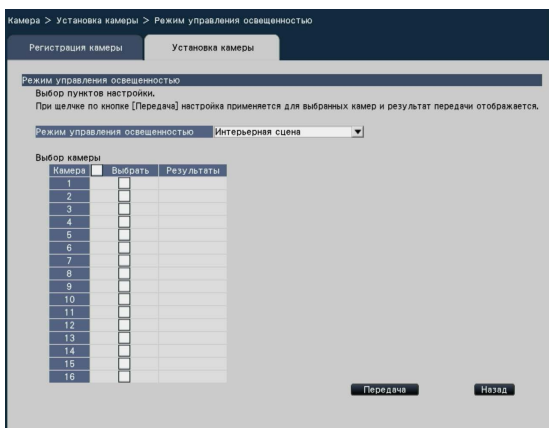 Камера > Установка камеры > Режим управления освещенностью
Регистрация камеры Установка камеры
Режим управления освещенностью
Выбор пунктов настройки.
При щелчке по кнопке [Передача] настройка применяется для выбранных камер и результат передачи отображается.
Режим управления освещенностью Интерьерная сцена
Выбор камеры
Камера Выбрать Результаты
1
2
3
4
5
6
7
8
9
10
11
12
13
14
15
16
Передача Назад